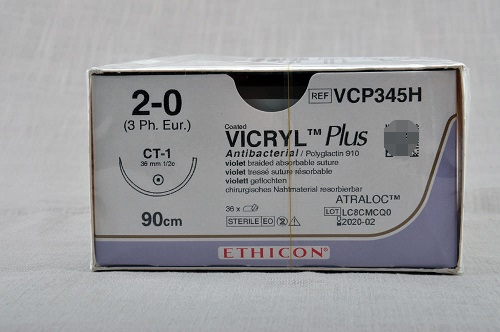 2-0
(3 Ph. Eur.)
CT-1
36 mm 1/2c
90cm
REF VCP345H
Coated
VICRYL™ Plus
Antibacterial / Polyglactin 910
violet braided absorbable suture
violet tressé suture résorbable
violett geflochten
chirurgisches Nahtmaterial resorbierbar
36 x
STERILE EO 2
ATRALOC™
LOT LC8CMCQ0
2020-02
ETHICON